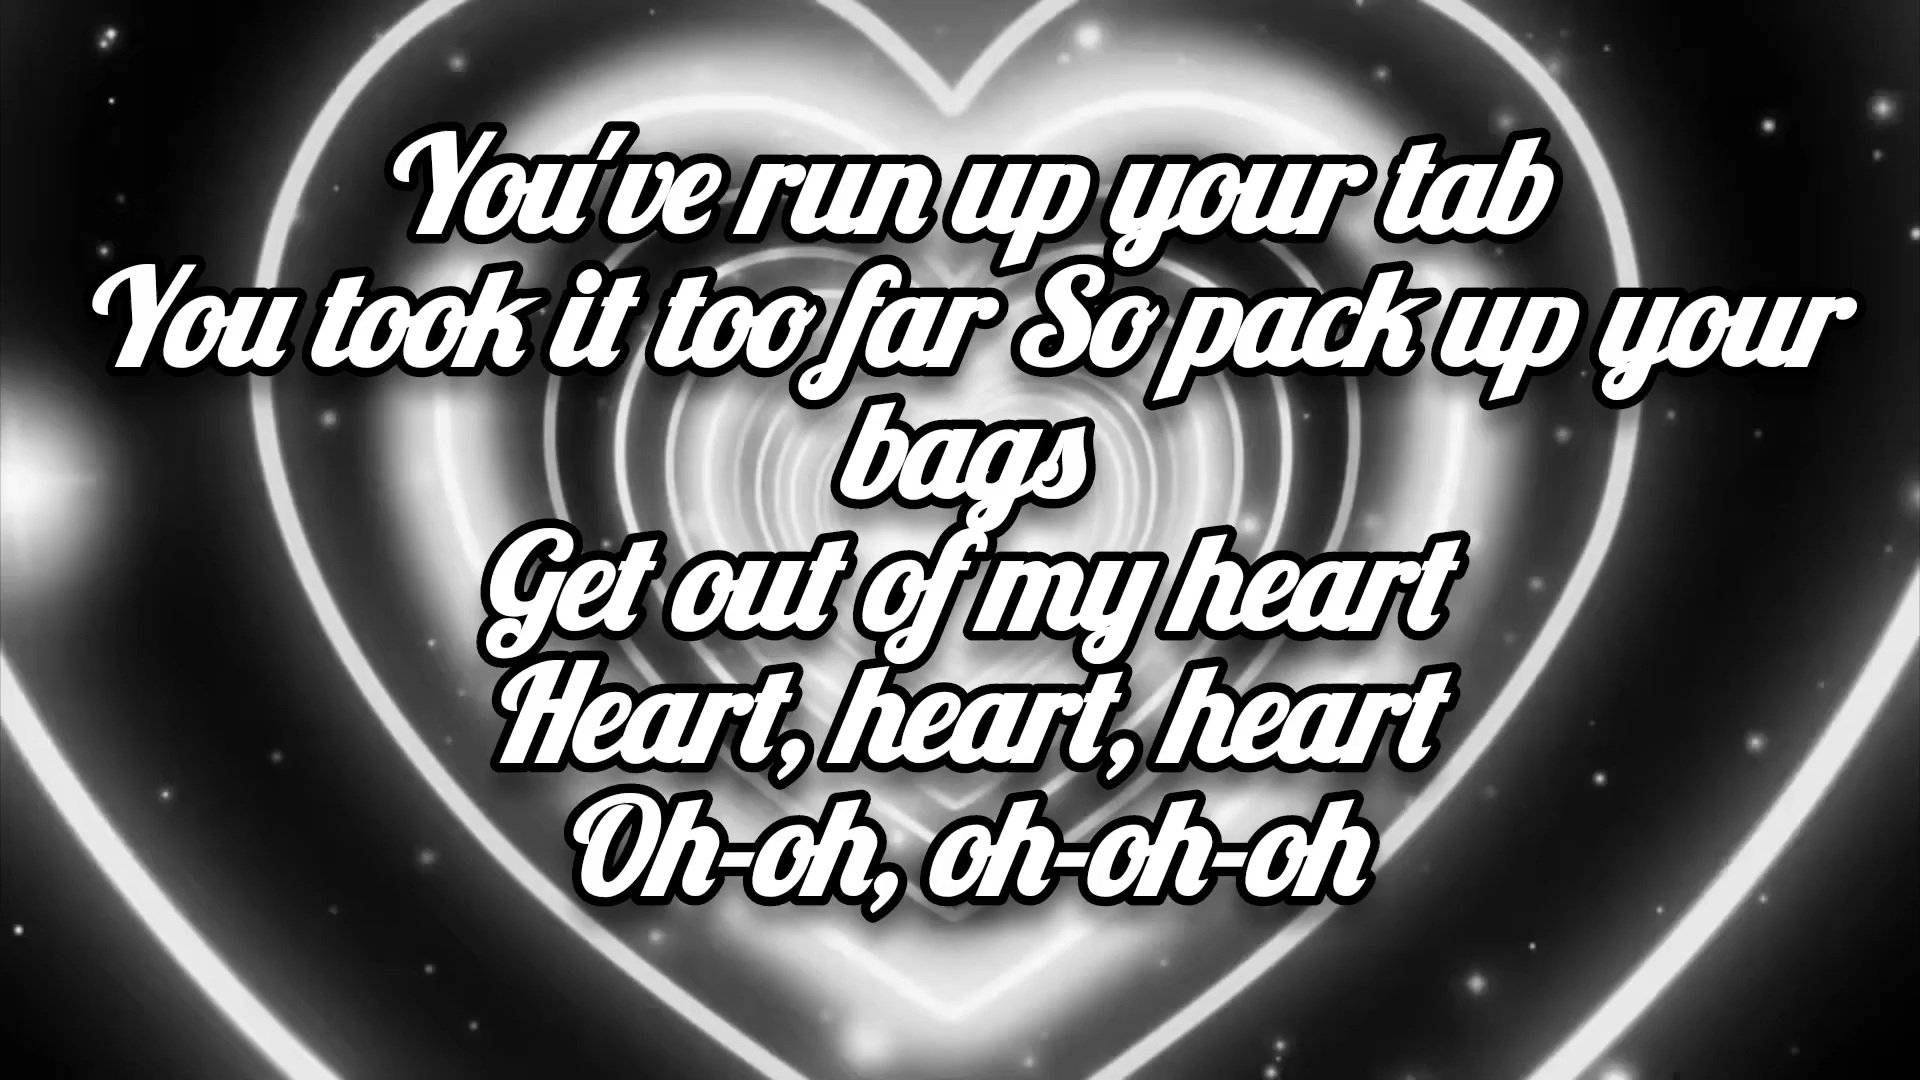 You've run up your tab
You took it too far So pack up your
bags
Get out of my heart
Heart, heart, heart
Oh-oh, oh-oh-oh